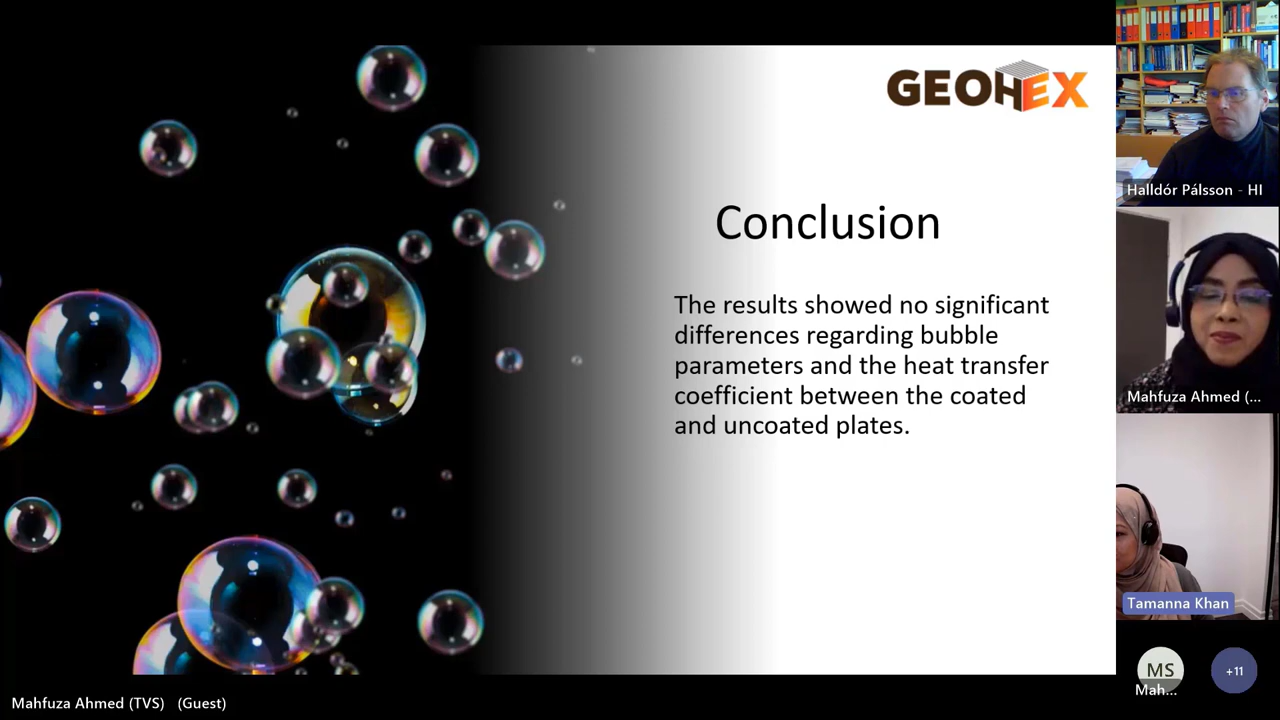 GEOHEX
Conclusion
The results showed no significant
differences regarding bubble
parameters and the heat transfer
coefficient between the coated
and uncoated plates.
Halldór Pálsson - HI
Mahfuza Ahmed (...
Tamanna Khan
MS
Mah...
+11
Mahfuza Ahmed (TVS) (Guest)